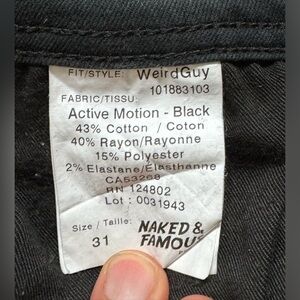 FIT/STYLE: WeirdGuy
101883103
FABRIC/TISSU:
Active Motion - Black
43% Cotton / Coton
40% Rayon/Rayonne
15% Polyester
2% Elastane/Elasthanne
CA53266
RN 124802
Lot : 0031943
Size / Taille:
31
NAKED &
FAMOUS